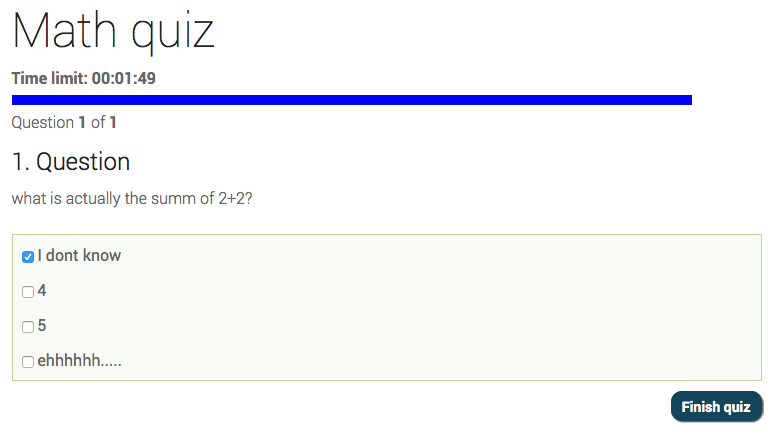 Math quiz
Time limit: 00:01:49
Question 1 of 1
1. Question
what is actually the summ of 2+2?
I dont know
4
5
ehhhhhh.....
Finish quiz